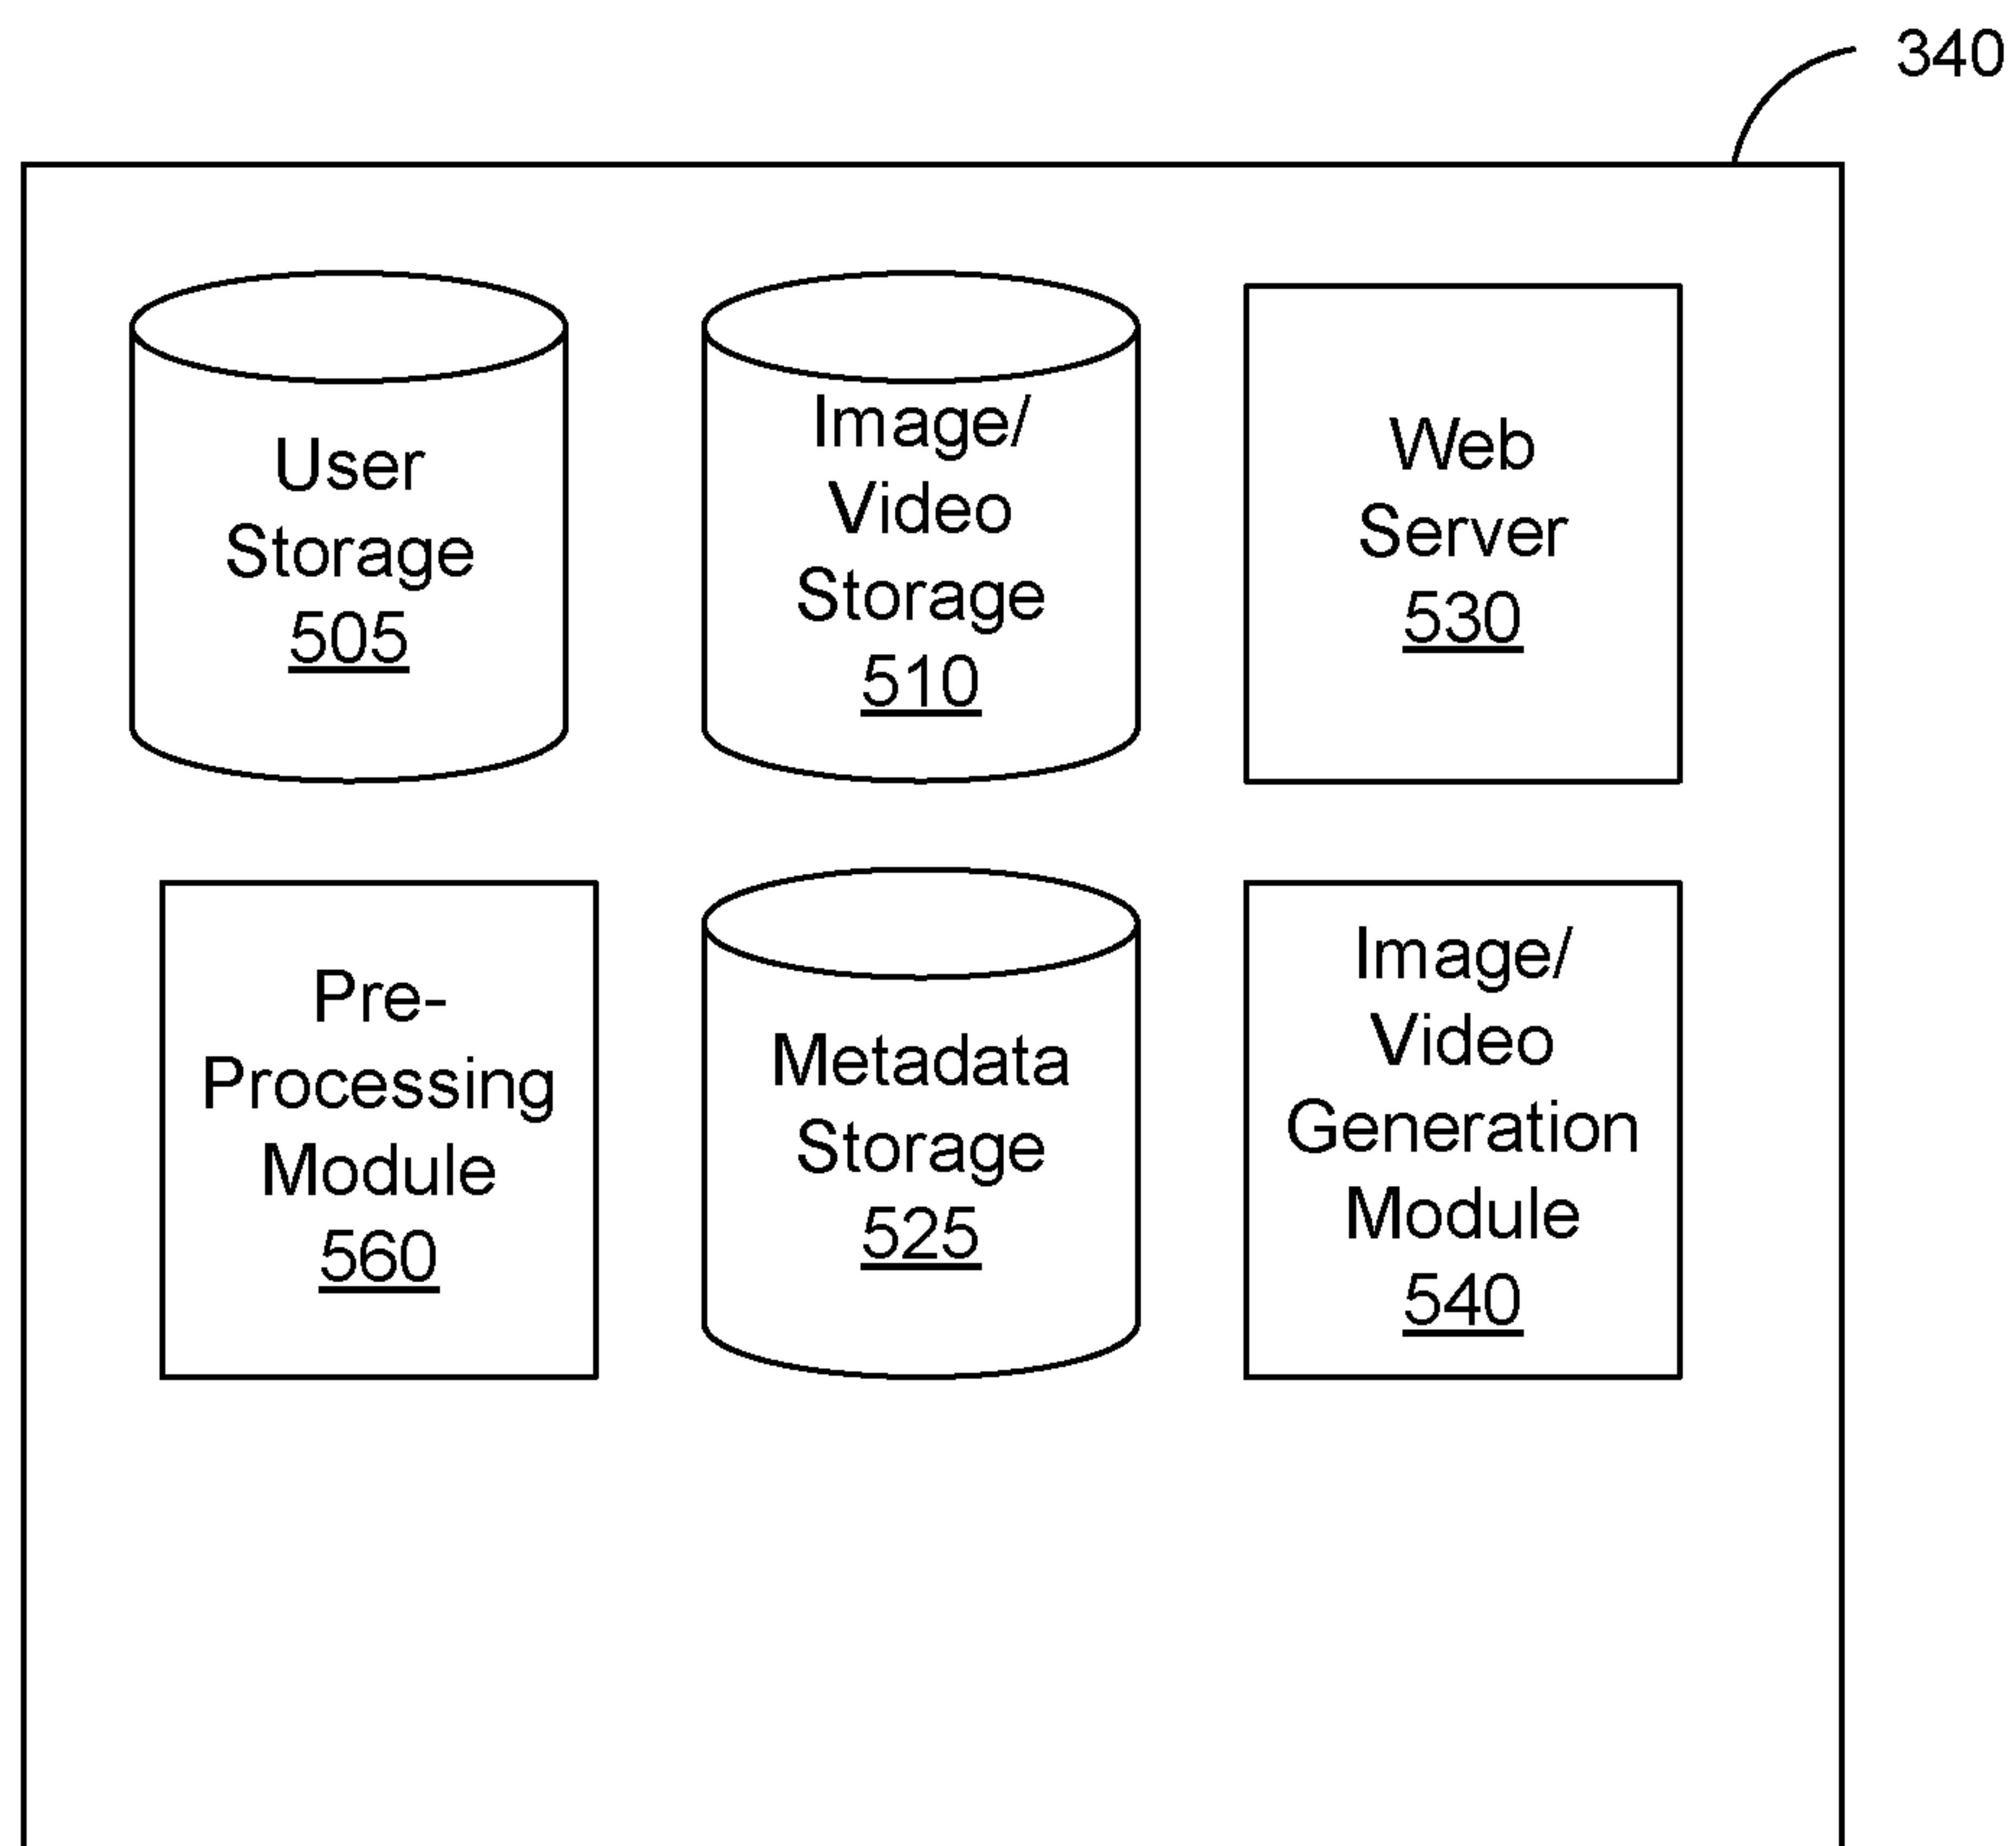 340
User
Storage
505
Image/
Video
Storage
510
Web
Server
530
Pre-
Processing
Module
560
Metadata
Storage
525
Image/
Video
Generation
Module
540